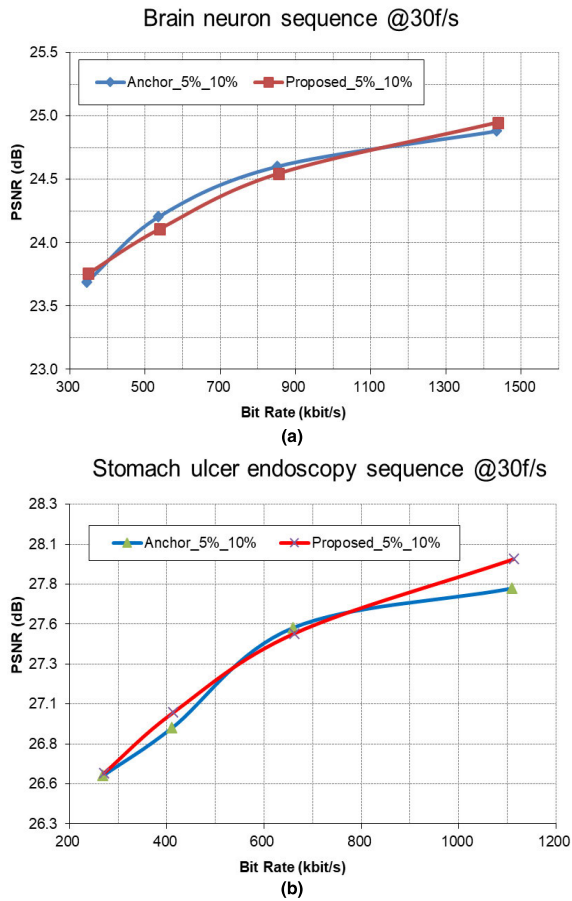 Brain neuron sequence @30f/s
25.5
Anchor_5%_10% Proposed_5%_10%
25.0
24.5
24.0
23.5
23.0
PSNR (dB)
300 500 700 900 1100 1300 1500
Bit Rate (kbit/s)
(a)
Stomach ulcer endoscopy sequence @30f/s
28.3
Anchor_5%_10% Proposed_5%_10%
28.1
27.8
27.6
27.3
27.1
26.8
26.6
26.3
PSNR (dB)
200 400 600 800 1000 1200
Bit Rate (kbit/s)
(b)